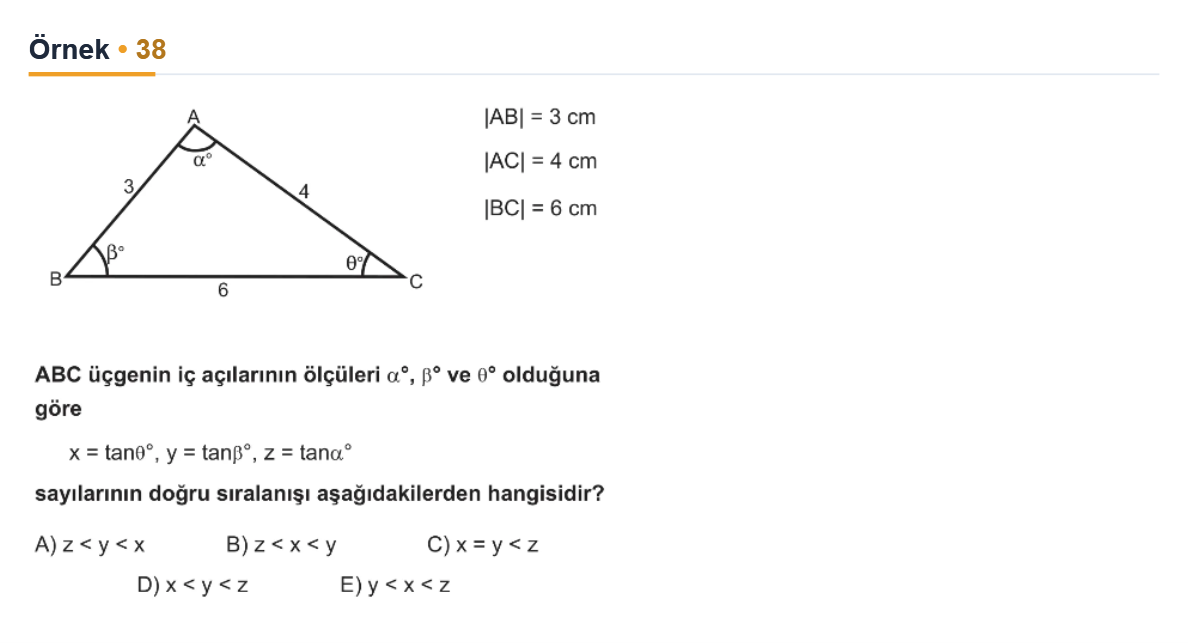 Örnek • 38
A
α°
3
4
β°
θ°
B
C
6
|AB| = 3 cm
|AC| = 4 cm
|BC| = 6 cm
ABC üçgenin iç açılarının ölçüleri α°, β° ve θ° olduğuna
göre
x = tanθ°, y = tanβ°, z = tanα°
sayılarının doğru sıralanışı aşağıdakilerden hangisidir?
A) z < y < x B) z < x < y C) x = y < z
D) x < y < z E) y < x < z